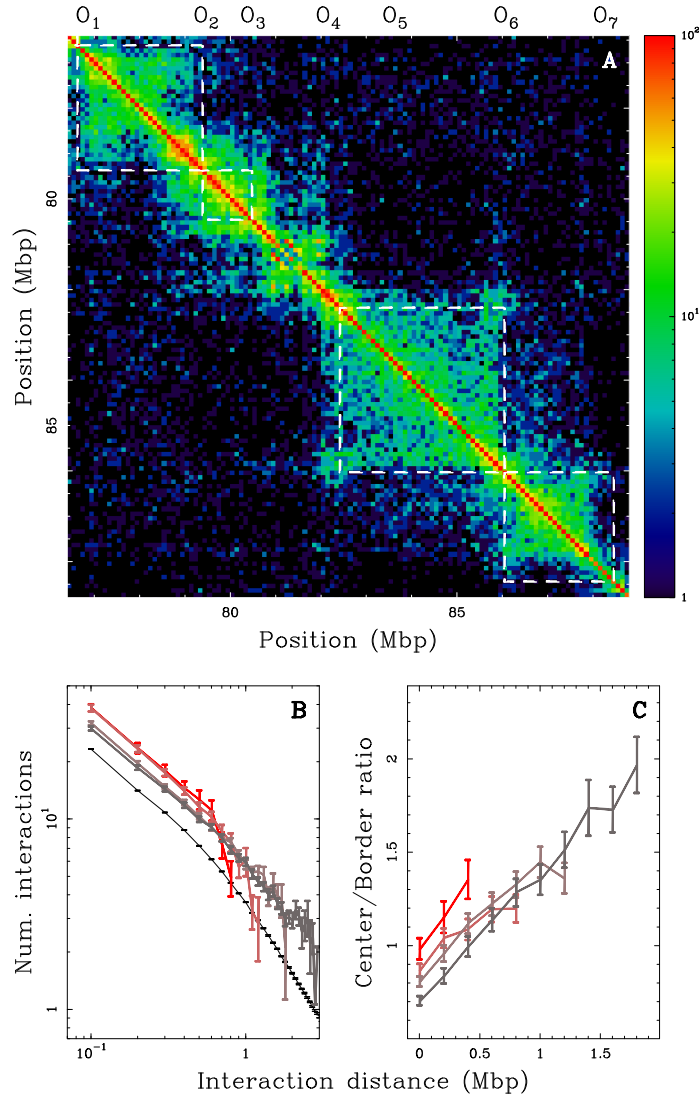 O₁ O₂ O₃ O₄ O₅ O₆ O₇
A
10²
10¹
1
80
85
Position (Mbp)
80 85
Position (Mbp)
B
Num. interactions
10¹
1
10⁻¹ 1
C
Center/Border ratio
2
1.5
1
0 0.5 1 1.5
Interaction distance (Mbp)